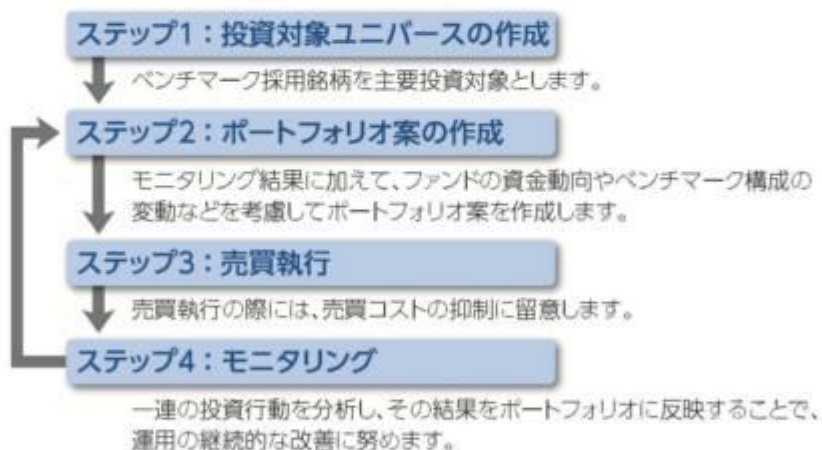 ステップ1：投資対象ユニバースの作成
ベンチマーク採用銘柄を主要投資対象とします。
ステップ2：ポートフォリオ案の作成
モニタリング結果に加えて、ファンドの資金動向やベンチマーク構成の
変動などを考慮してポートフォリオ案を作成します。
ステップ3：売買執行
売買執行の際には、売買コストの抑制に留意します。
ステップ4：モニタリング
一連の投資行動を分析し、その結果をポートフォリオに反映することで、
運用の継続的な改善に努めます。